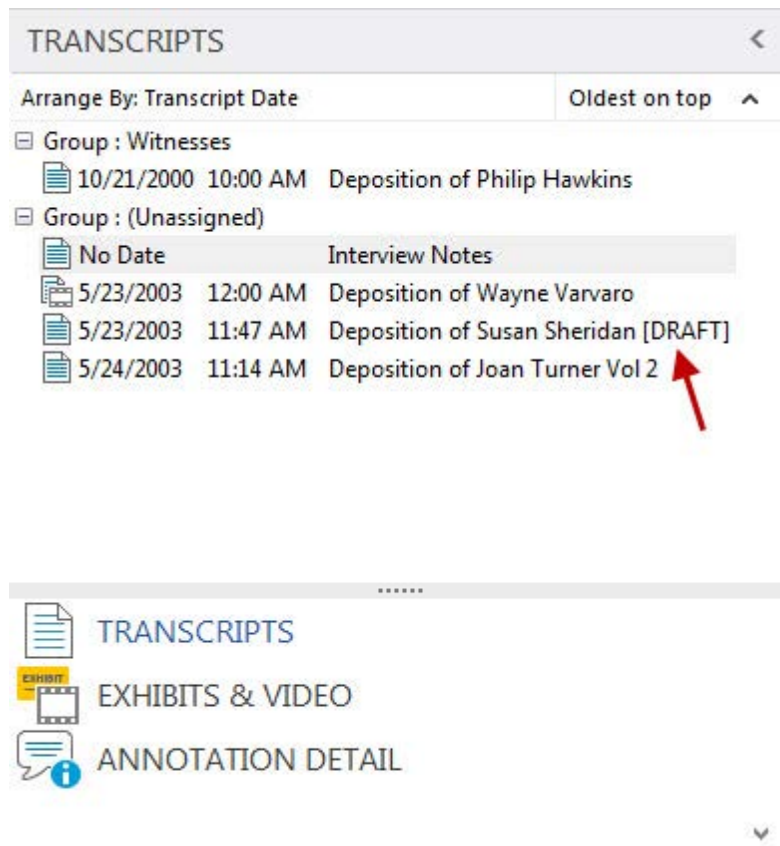 TRANSCRIPTS
Arrange By: Transcript Date Oldest on top
Group : Witnesses
10/21/2000 10:00 AM Deposition of Philip Hawkins
Group : (Unassigned)
No Date Interview Notes
5/23/2003 12:00 AM Deposition of Wayne Varvaro
5/23/2003 11:47 AM Deposition of Susan Sheridan [DRAFT]
5/24/2003 11:14 AM Deposition of Joan Turner Vol 2
TRANSCRIPTS
EXHIBIT
EXHIBITS & VIDEO
ANNOTATION DETAIL